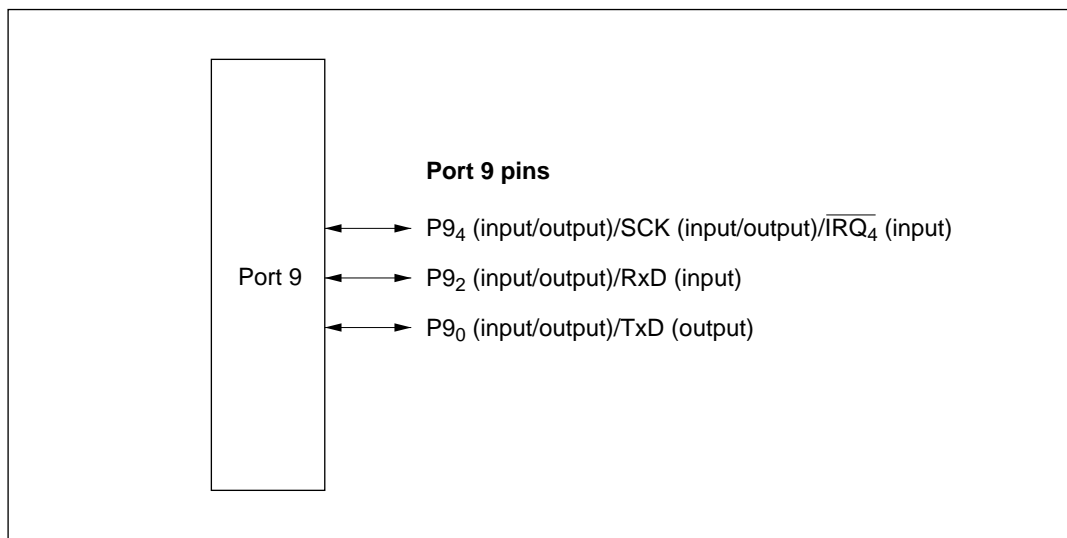 Port 9 pins
P9₄ (input/output)/SCK (input/output)/I̅R̅Q̅₄̅ (input)
Port 9
P9₂ (input/output)/RxD (input)
P9₀ (input/output)/TxD (output)